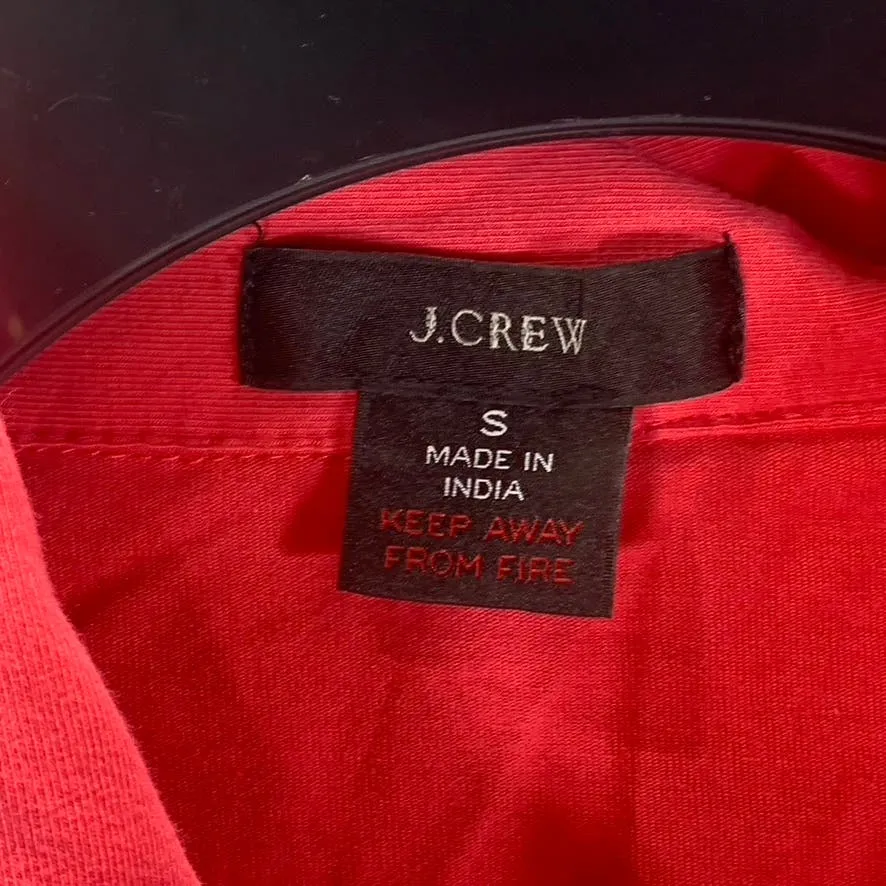 J.CREW
S
MADE IN
INDIA
KEEP AWAY
FROM FIRE